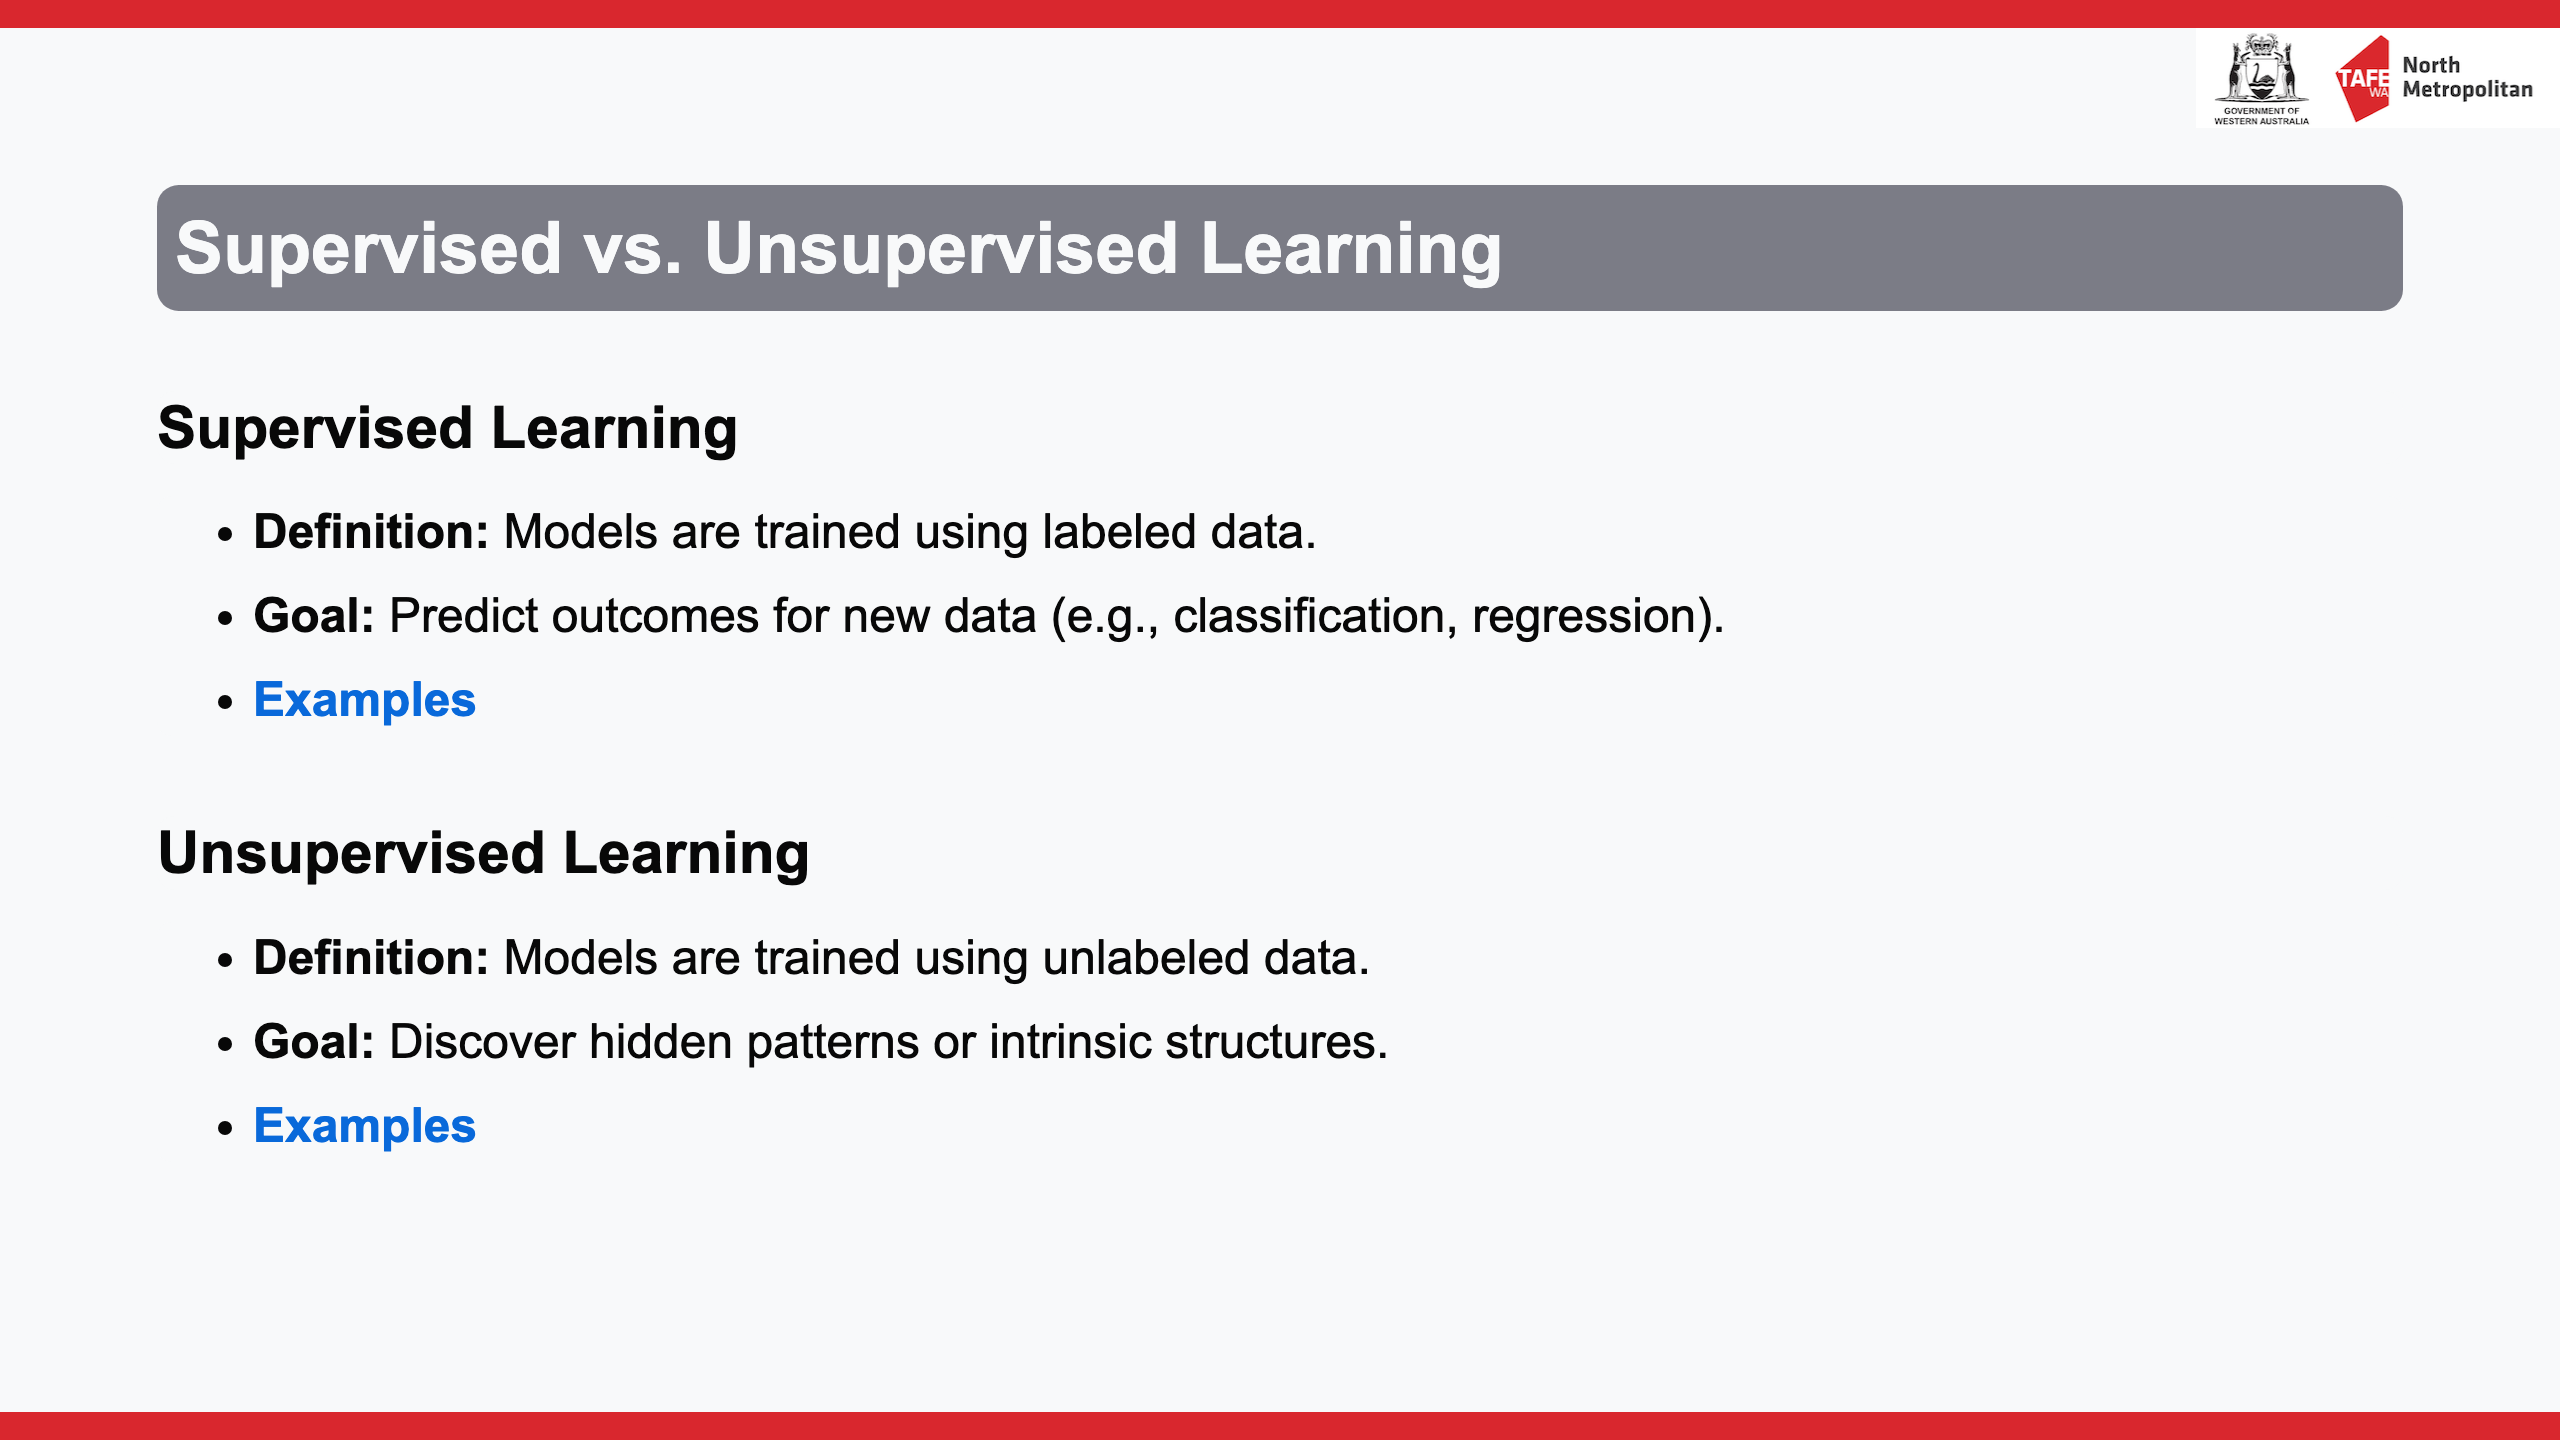 GOVERNMENT OF
WESTERN AUSTRALIA
TAFE
WA
North
Metropolitan
Supervised vs. Unsupervised Learning
Supervised Learning
• Definition: Models are trained using labeled data.
• Goal: Predict outcomes for new data (e.g., classification, regression).
• Examples
Unsupervised Learning
• Definition: Models are trained using unlabeled data.
• Goal: Discover hidden patterns or intrinsic structures.
• Examples